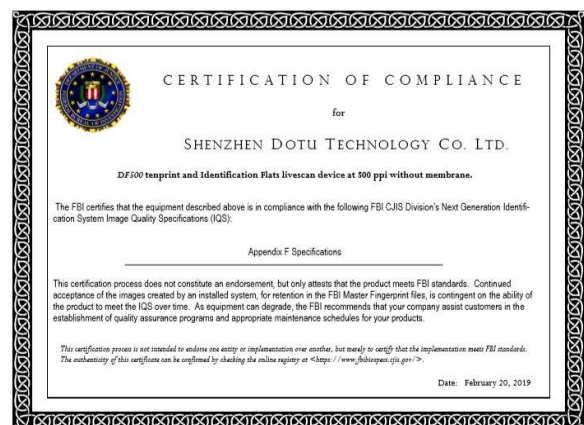 CERTIFICATION OF COMPLIANCE
for
SHENZHEN DOTU TECHNOLOGY CO. LTD.
DF500 tenprint and Identification Flats livescan device at 500 ppi without membrane.
The FBI certifies that the equipment described above is in compliance with the following FBI CJIS Division's Next Generation Identifi-
cation System Image Quality Specifications (IQS):
Appendix F Specifications
This certification process does not constitute an endorsement, but only attests that the product meets FBI standards. Continued
acceptance of the images created by an installed system, for retention in the FBI Master Fingerprint files, is contingent on the ability of
the product to meet the IQS over time. As equipment can degrade, the FBI recommends that your company assist customers in the
establishment of quality assurance programs and appropriate maintenance schedules for your products.
This certification process is not intended to endorse one entity or implementation over another, but merely to certify that the implementation meets FBI standards.
The authenticity of this certificate can be confirmed by checking the online registry at <https://www.fbibiospecs.cjis.gov/>.
Date: February 20, 2019